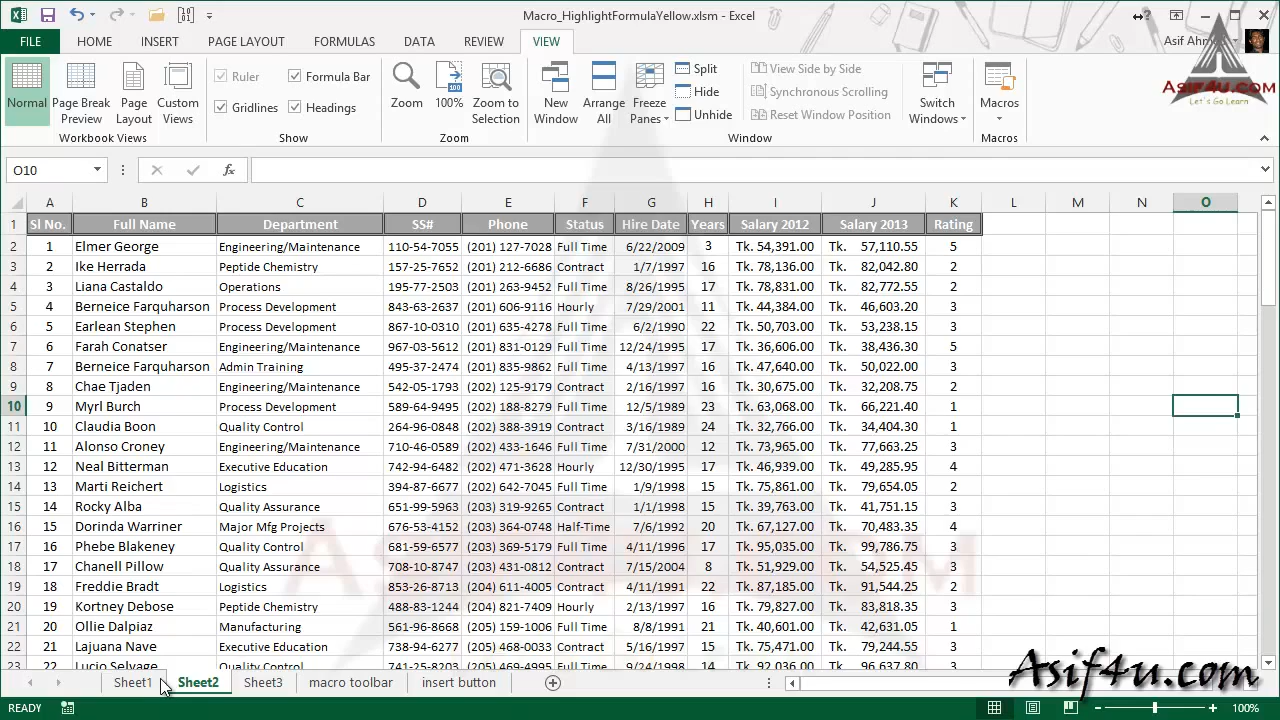 Macro_HighlightFormulaYellow.xlsm - Excel
FILE HOME INSERT PAGE LAYOUT FORMULAS DATA REVIEW VIEW
Normal
Page Break Preview
Page Layout
Custom Views
Workbook Views
Ruler
Formula Bar
Gridlines
Headings
Show
Zoom
100%
Zoom to Selection
Zoom
New Window
Arrange All
Freeze Panes
Split
Hide
Unhide
View Side by Side
Synchronous Scrolling
Reset Window Position
Switch Windows
Window
Macros
Macros
Asif4u.com
Let's Go Learn
O10 fx
A B C D E F G H I J K L M N O
1 Sl No. Full Name Department SS# Phone Status Hire Date Years Salary 2012 Salary 2013 Rating
2 1 Elmer George Engineering/Maintenance 110-54-7055 (201) 127-7028 Full Time 6/22/2009 3 Tk. 54,391.00 Tk. 57,110.55 5
3 2 Ike Herrada Peptide Chemistry 157-25-7652 (201) 212-6686 Contract 1/7/1997 16 Tk. 78,136.00 Tk. 82,042.80 2
4 3 Liana Castaldo Operations 195-77-2503 (201) 263-9452 Full Time 8/26/1995 17 Tk. 78,831.00 Tk. 82,772.55 2
5 4 Berneice Farquharson Process Development 843-63-2637 (201) 606-9116 Hourly 7/29/2001 11 Tk. 44,384.00 Tk. 46,603.20 3
6 5 Earlean Stephen Process Development 867-10-0310 (201) 635-4278 Full Time 6/2/1990 22 Tk. 50,703.00 Tk. 53,238.15 3
7 6 Farah Conatser Engineering/Maintenance 967-03-5612 (201) 831-0129 Full Time 12/24/1995 17 Tk. 36,606.00 Tk. 38,436.30 5
8 7 Berneice Farquharson Admin Training 495-37-2474 (201) 835-9862 Full Time 4/13/1997 16 Tk. 47,640.00 Tk. 50,022.00 3
9 8 Chae Tjaden Engineering/Maintenance 542-05-1793 (202) 125-9179 Contract 2/16/1997 16 Tk. 30,675.00 Tk. 32,208.75 2
10 9 Myrl Burch Process Development 589-64-9495 (202) 188-8279 Full Time 12/5/1989 23 Tk. 63,068.00 Tk. 66,221.40 1
11 10 Claudia Boon Quality Control 264-96-0848 (202) 388-3919 Contract 3/16/1989 24 Tk. 32,766.00 Tk. 34,404.30 1
12 11 Alonso Croney Engineering/Maintenance 710-46-0589 (202) 433-1646 Full Time 7/31/2000 12 Tk. 73,965.00 Tk. 77,663.25 3
13 12 Neal Bitterman Executive Education 742-94-6482 (202) 471-3628 Hourly 12/30/1995 17 Tk. 46,939.00 Tk. 49,285.95 4
14 13 Marti Reichert Logistics 394-87-6677 (202) 642-7045 Full Time 1/9/1998 15 Tk. 75,861.00 Tk. 79,654.05 2
15 14 Rocky Alba Quality Assurance 651-99-5963 (203) 319-9265 Contract 1/1/1998 15 Tk. 39,763.00 Tk. 41,751.15 3
16 15 Dorinda Warriner Major Mfg Projects 676-53-4152 (203) 364-0748 Half-Time 7/6/1992 20 Tk. 67,127.00 Tk. 70,483.35 4
17 16 Phebe Blakeney Quality Control 681-59-6577 (203) 369-5179 Full Time 4/11/1996 17 Tk. 95,035.00 Tk. 99,786.75 3
18 17 Chanell Pillow Quality Assurance 708-10-8747 (203) 431-0812 Contract 7/15/2004 8 Tk. 51,929.00 Tk. 54,525.45 3
19 18 Freddie Bradt Logistics 853-26-8713 (204) 611-4005 Contract 4/11/1991 22 Tk. 87,185.00 Tk. 91,544.25 2
20 19 Kortney Debose Peptide Chemistry 488-83-1244 (204) 821-7409 Hourly 2/13/1997 16 Tk. 79,827.00 Tk. 83,818.35 3
21 20 Ollie Dalpiaz Manufacturing 561-96-8668 (205) 159-1006 Full Time 8/8/1991 21 Tk. 40,601.00 Tk. 42,631.05 1
22 21 Lajuana Nave Executive Education 738-94-6277 (205) 468-0033 Contract 5/16/1997 15 Tk. 75,471.00 Tk. 79,244.55 3
23 22 Lucio Selvage Quality Control 741-25-8203 (205) 469-4995 Full Time 9/24/1998 14 Tk. 92,036.00 Tk. 96,637.80 3
Sheet1 Sheet2 Sheet3 macro toolbar insert button
Asif4u.com
READY 100%